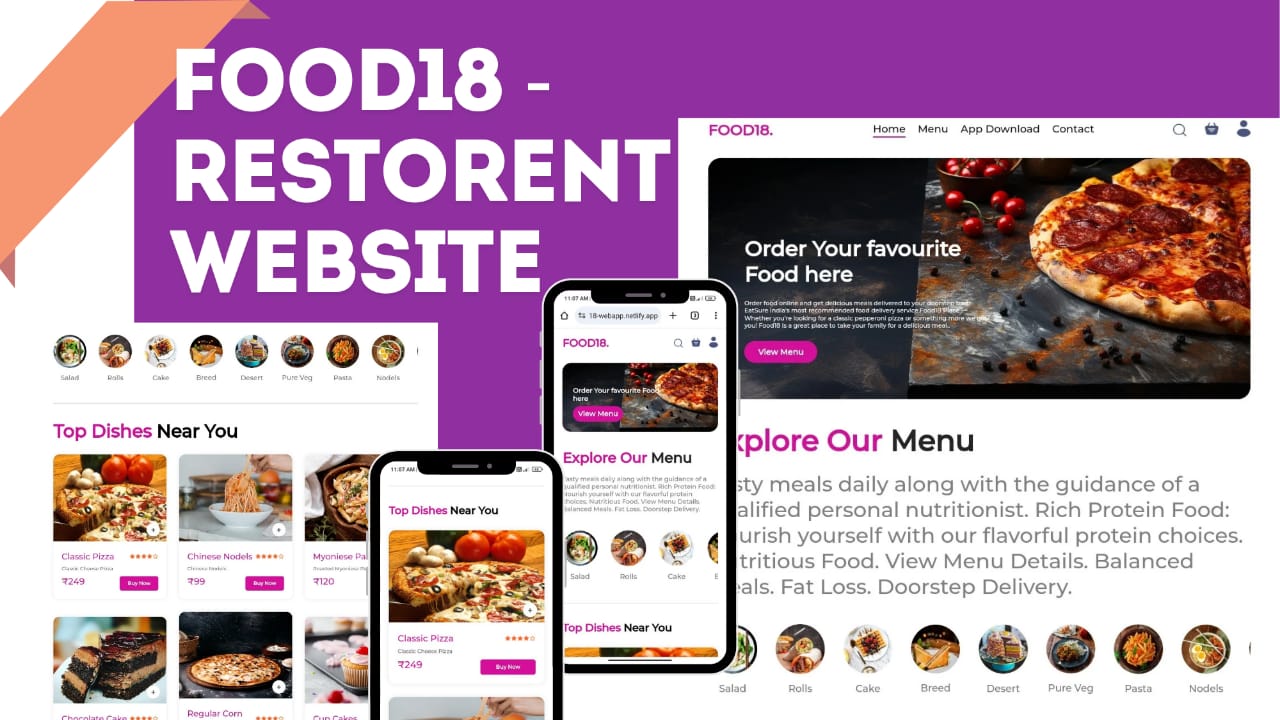 FOOD18 -
RESTORENT
WEBSITE
FOOD18.
Home Menu App Download Contact
Order Your favourite
Food here
Order food online and get delicious meals delivered to your doorstep from
EatSure India's most recommended food delivery service.Food18 Place —
Whether you're looking for a classic pepperoni pizza or something more we got
you! Food18 is a great place to take your family for a delicious meal..
View Menu
xplore Our Menu
sty meals daily along with the guidance of a
alified personal nutritionist. Rich Protein Food:
urish yourself with our flavorful protein choices.
tritious Food. View Menu Details. Balanced
eals. Fat Loss. Doorstep Delivery.
Salad Rolls Cake Breed Desert Pure Veg Pasta Nodels
Salad Rolls Cake Breed Desert Pure Veg Pasta Nodels
Top Dishes Near You
Classic Pizza
Classic Cheese Pizza
₹249 Buy Now
Chinese Nodels
Chinese Nodels
₹99 Buy Now
Myoniese Pa
Roasted Myoniese Pa
₹120
Chocolate Cake
Regular Corn
Cup Cakes
11:07 AM
Top Dishes Near You
Classic Pizza
Classic Cheese Pizza
₹249 Buy Now
11:07 AM
18-webapp.netlify.app
FOOD18.
Order Your favourite Food
here
View Menu
Explore Our Menu
Tasty meals daily along with the guidance of a
qualified personal nutritionist. Rich Protein Food:
Nourish yourself with our flavorful protein
choices. Nutritious Food. View Menu Details.
Balanced Meals. Fat Loss. Doorstep Delivery.
Salad Rolls Cake
Top Dishes Near You